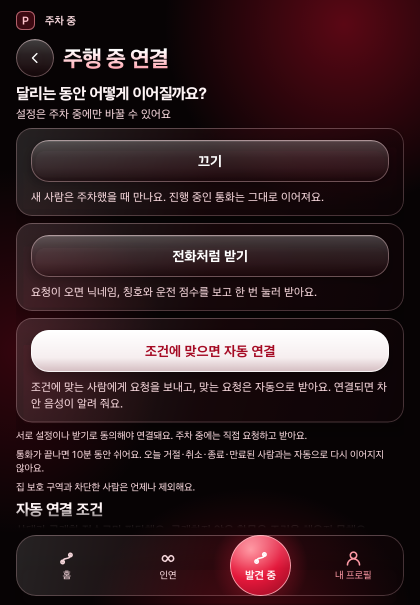 P 주차 중
주행 중 연결
달리는 동안 어떻게 이어질까요?
설정은 주차 중에만 바꿀 수 있어요
끄기
새 사람은 주차했을 때 만나요. 진행 중인 통화는 그대로 이어져요.
전화처럼 받기
요청이 오면 닉네임, 칭호와 운전 점수를 보고 한 번 눌러 받아요.
조건에 맞으면 자동 연결
조건에 맞는 사람에게 요청을 보내고, 맞는 요청은 자동으로 받아요. 연결되면 차
안 음성이 알려 줘요.
서로 설정이나 받기로 동의해야 연결돼요. 주차 중에는 직접 요청하고 받아요.
통화가 끝나면 10분 동안 쉬어요. 오늘 거절·취소·종료·만료된 사람과는 자동으로 다시 이어지지
않아요.
집 보호 구역과 차단한 사람은 언제나 제외해요.
자동 연결 조건
홈
인연
발견 중
내 프로필